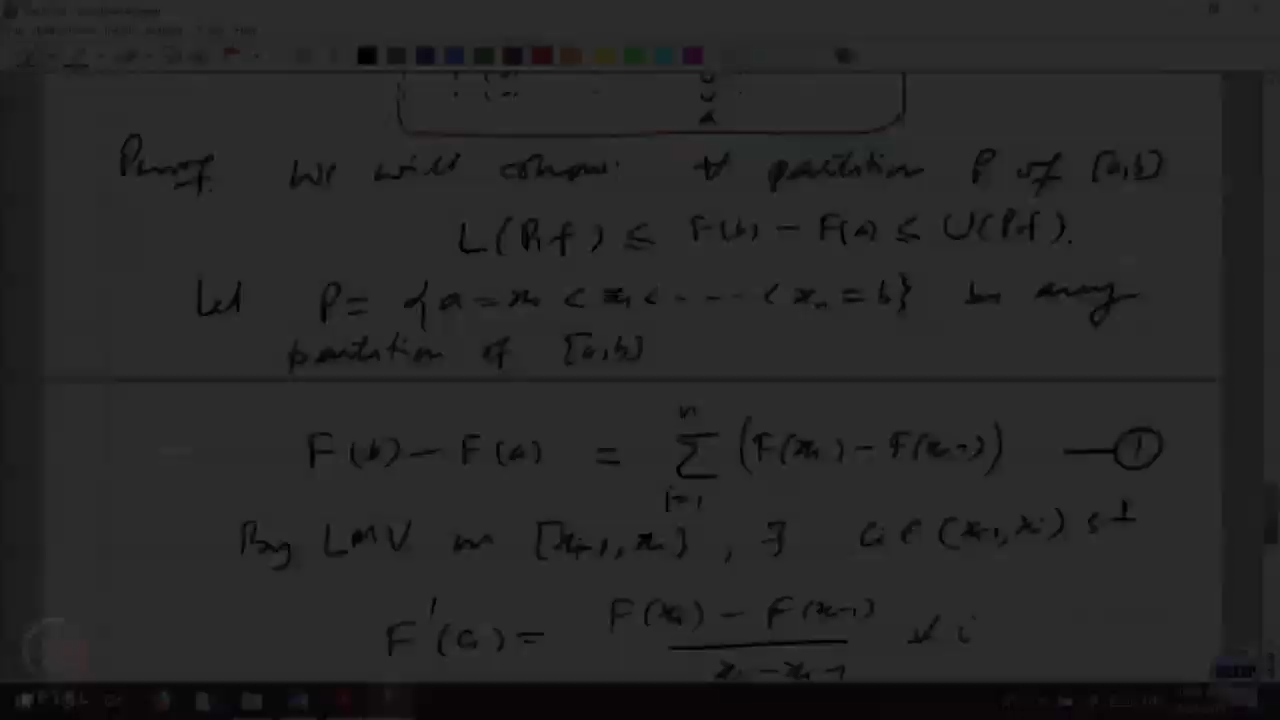 Proof. We will show: ∀ partition P of [a,b]
L(P,f) ≤ F(b) − F(a) ≤ U(P,f).
Let P = {a = x₀ < x₁ < ... < xₙ = b} be any
partition of [a,b]
F(b) − F(a) = Σ_{i=1}^{n} (F(xᵢ) − F(xᵢ₋₁)) — ①
By LMV on [xᵢ₋₁, xᵢ], ∃ cᵢ ∈ (xᵢ₋₁, xᵢ) s.t
F'(cᵢ) = (F(xᵢ) − F(xᵢ₋₁)) / (xᵢ − xᵢ₋₁) ∀ i